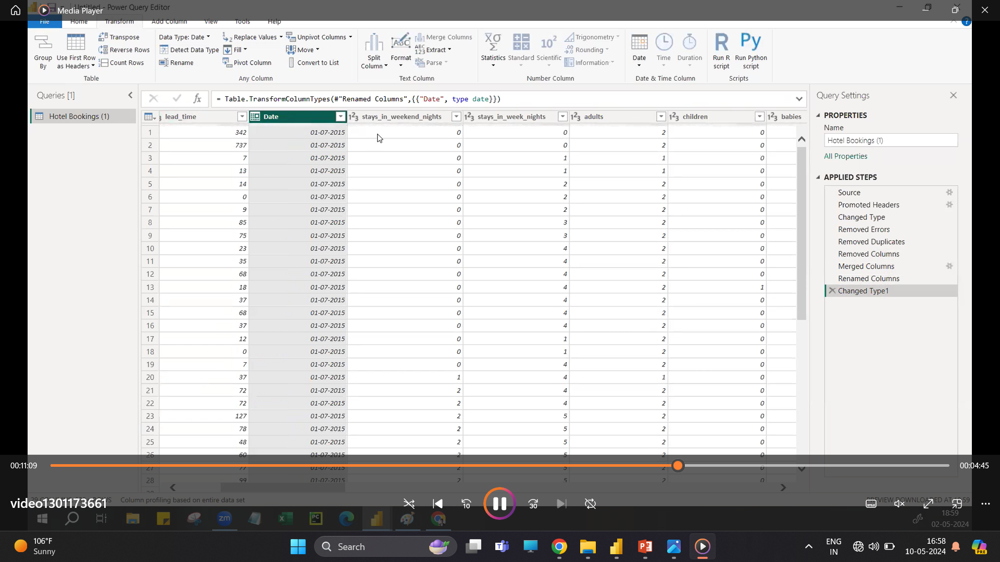 Untitled - Power Query Editor
Media Player
File Home Transform Add Column View Tools Help
Group By
Use First Row as Headers
Transpose
Reverse Rows
Count Rows
Table
Data Type: Date
Detect Data Type
Rename
Replace Values
Fill
Pivot Column
Unpivot Columns
Move
Convert to List
Any Column
Split Column
Format
Merge Columns
Extract
Parse
Text Column
Statistics
Standard
Scientific
Trigonometry
Rounding
Information
Number Column
Date
Time
Duration
Date & Time Column
Run R script
Run Python script
Scripts
Queries [1]
Hotel Bookings (1)
= Table.TransformColumnTypes(#"Renamed Columns",{{"Date", type date}})
lead_time Date stays_in_weekend_nights stays_in_week_nights adults children babies
1 342 01-07-2015 0 0 2 0
2 737 01-07-2015 0 0 2 0
3 7 01-07-2015 0 1 1 0
4 13 01-07-2015 0 1 1 0
5 14 01-07-2015 0 2 2 0
6 0 01-07-2015 0 2 2 0
7 9 01-07-2015 0 2 2 0
8 85 01-07-2015 0 3 2 0
9 75 01-07-2015 0 3 2 0
10 23 01-07-2015 0 4 2 0
11 35 01-07-2015 0 4 2 0
12 68 01-07-2015 0 4 2 0
13 18 01-07-2015 0 4 2 1
14 37 01-07-2015 0 4 2 0
15 68 01-07-2015 0 4 2 0
16 37 01-07-2015 0 4 2 0
17 12 01-07-2015 0 1 2 0
18 0 01-07-2015 0 1 2 0
19 7 01-07-2015 0 4 2 0
20 37 01-07-2015 1 4 1 0
21 72 01-07-2015 2 4 2 0
22 72 01-07-2015 2 4 2 0
23 127 01-07-2015 2 5 2 0
24 78 01-07-2015 2 5 2 0
25 48 01-07-2015 2 5 2 0
26 60 01-07-2015 2 5 2 0
27 77 01-07-2015 2 5 2 0
28 99 01-07-2015 2 5 2 0
Query Settings
PROPERTIES
Name
Hotel Bookings (1)
All Properties
APPLIED STEPS
Source
Promoted Headers
Changed Type
Removed Errors
Removed Duplicates
Removed Columns
Merged Columns
Renamed Columns
Changed Type1
00:11:09
00:04:45
video1301173661
Column profiling based on entire data set
PREVIEW DOWNLOADED AT 18:59
10
30
18:59
02-05-2024
106°F
Sunny
Search
ENG
IN
16:58
10-05-2024